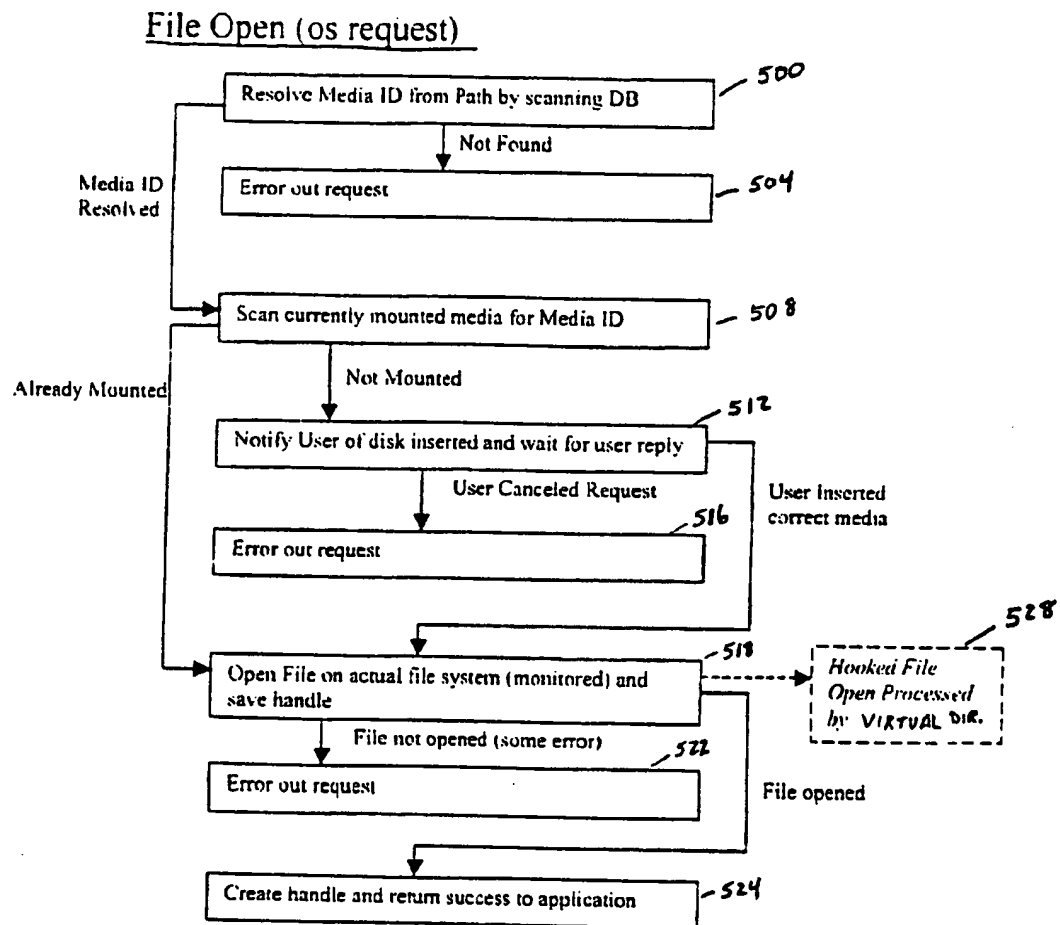 File Open (os request)
500
Resolve Media ID from Path by scanning DB
Not Found
504
Error out request
Media ID
Resolved
508
Scan currently mounted media for Media ID
Not Mounted
Already Mounted
512
Notify User of disk inserted and wait for user reply
User Canceled Request
User Inserted
correct media
516
Error out request
528
518
Open File on actual file system (monitored) and
save handle
Hooked File
Open Processed
by VIRTUAL DIR.
File not opened (some error)
522
Error out request
File opened
Create handle and return success to application
524